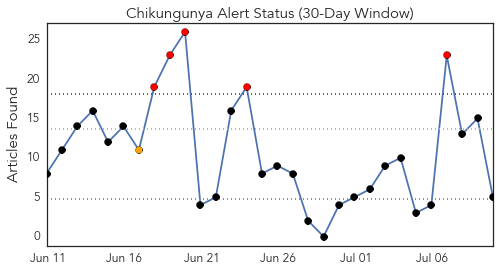 Chikungunya Alert Status (30-Day Window)
Articles Found
25
20
15
10
5
0
Jun 11 Jun 16 Jun 21 Jun 26 Jul 01 Jul 06